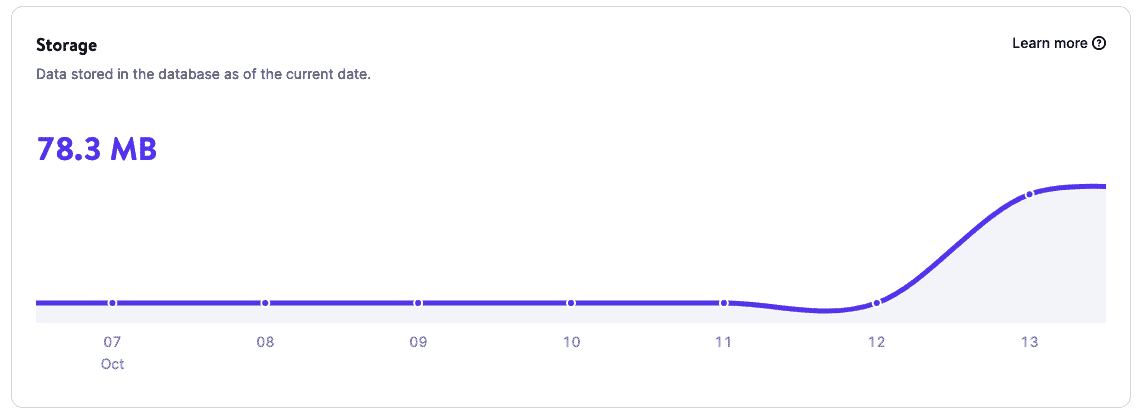 Storage
Learn more
Data stored in the database as of the current date.
78.3 MB
07 08 09 10 11 12 13
Oct